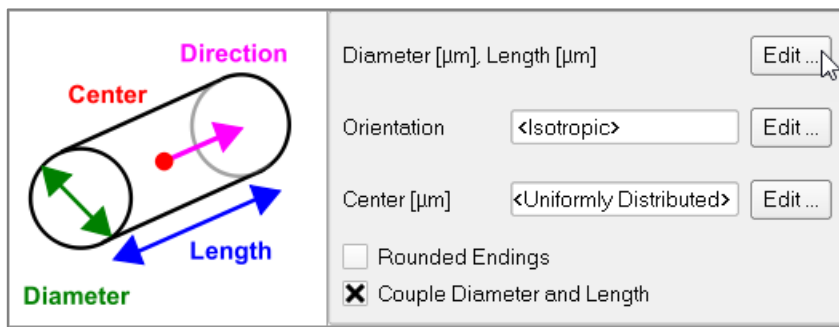 Direction
Center
Length
Diameter
Diameter [µm], Length [µm] Edit ...
Orientation <Isotropic> Edit ...
Center [µm] <Uniformly Distributed> Edit ...
Rounded Endings
Couple Diameter and Length